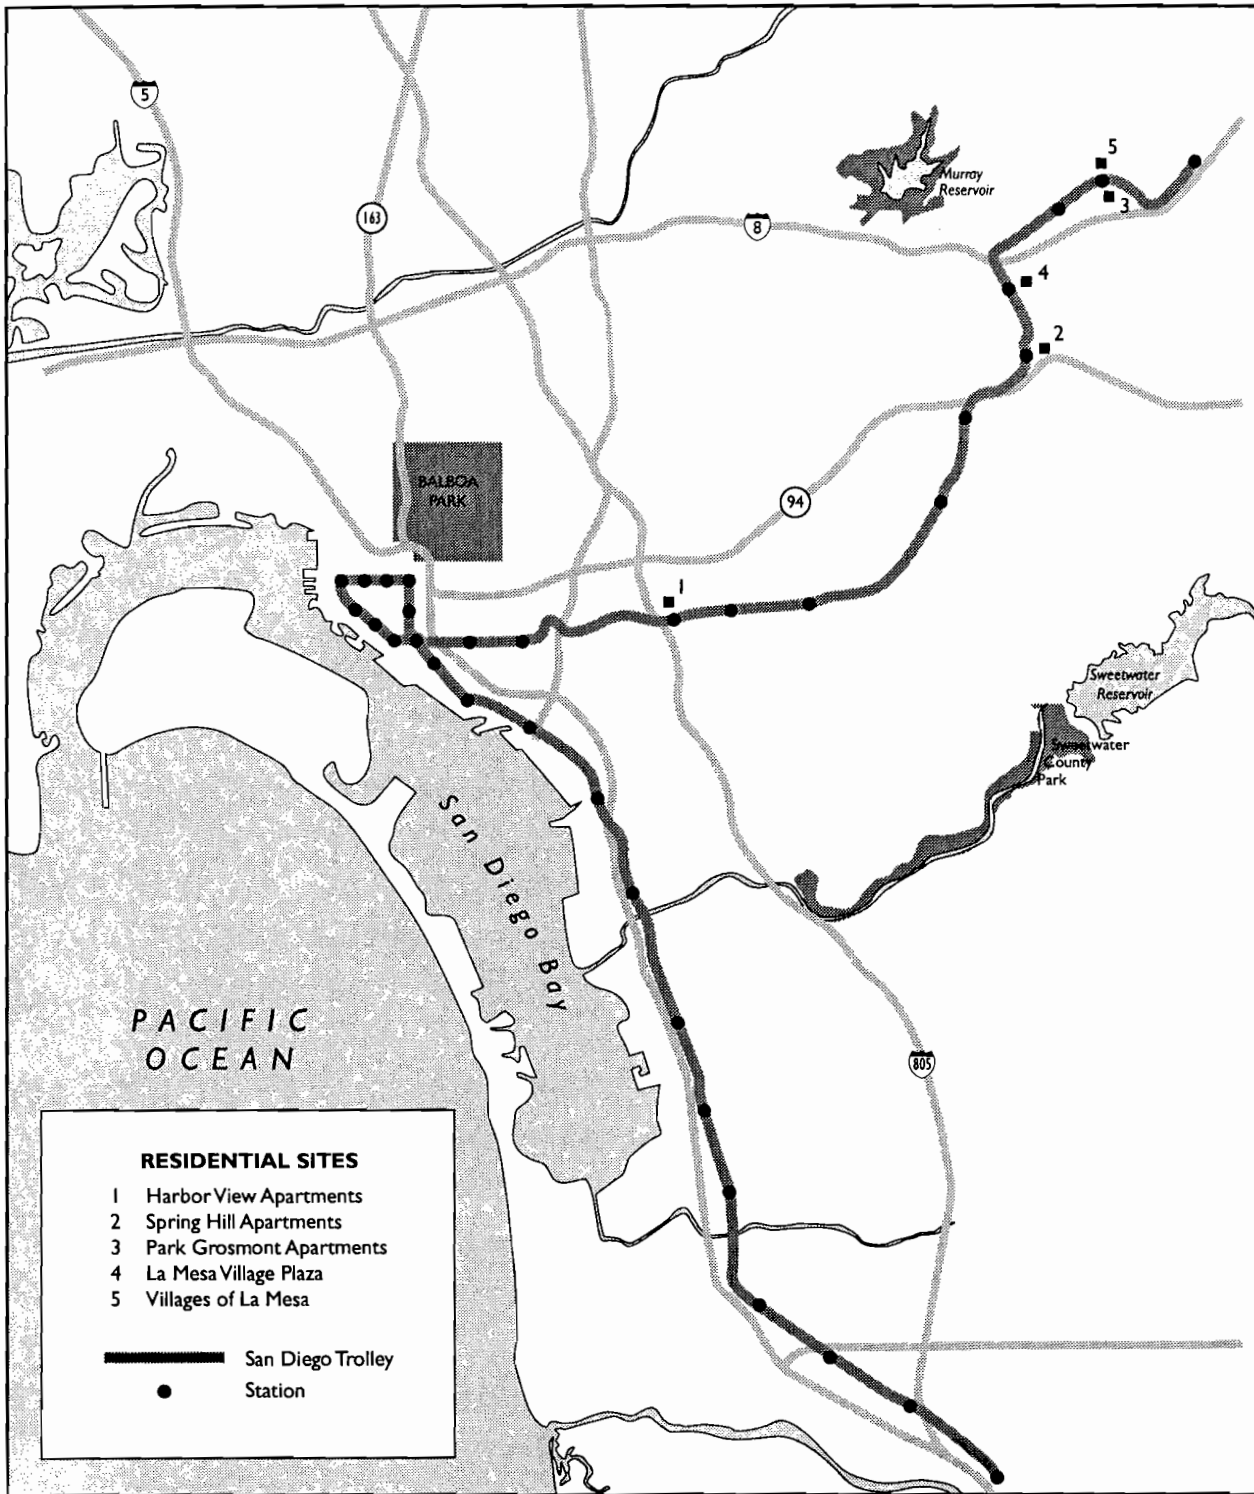 5
163
8
Murray
Reservoir
5
3
4
2
BALBOA
PARK
94
1
Sweetwater
Reservoir
Sweetwater
County
Park
San Diego Bay
PACIFIC
OCEAN
805
RESIDENTIAL SITES
1 Harbor View Apartments
2 Spring Hill Apartments
3 Park Grosmont Apartments
4 La Mesa Village Plaza
5 Villages of La Mesa
San Diego Trolley
Station